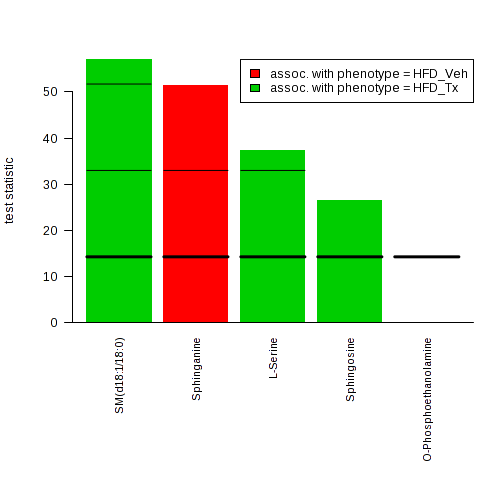 assoc. with phenotype = HFD_Veh
assoc. with phenotype = HFD_Tx
test statistic
50
40
30
20
10
0
SM(d18:1/18:0)
Sphinganine
L-Serine
Sphingosine
O-Phosphoethanolamine